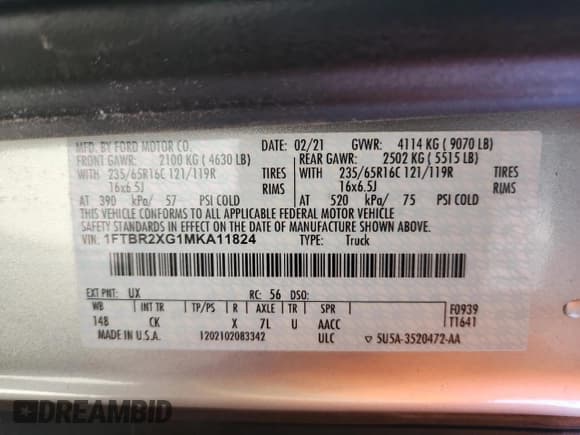 MFD. BY FORD MOTOR CO. DATE: 02/21 GVWR: 4114 KG ( 9070 LB)
FRONT GAWR: 2100 KG ( 4630 LB) REAR GAWR: 2502 KG ( 5515 LB)
WITH 235/65R16C 121/119R TIRES WITH 235/65R16C 121/119R TIRES
16x6.5J RIMS 16x6.5J RIMS
AT 390 kPa/ 57 PSI COLD AT 520 kPa/ 75 PSI COLD
THIS VEHICLE CONFORMS TO ALL APPLICABLE FEDERAL MOTOR VEHICLE
SAFETY STANDARDS IN EFFECT ON THE DATE OF MANUFACTURE SHOWN ABOVE.
VIN: 1FTBR2XG1MKA11824 TYPE: Truck
EXT PNT: UX RC: 56 DSO:
WB INT TR TP/PS R AXLE TR SPR F0939
148 CK X 7L U AACC TT641
MADE IN U.S.A. 1202102083342 ULC ▽ 5U5A-3520472-AA
DREAMBID